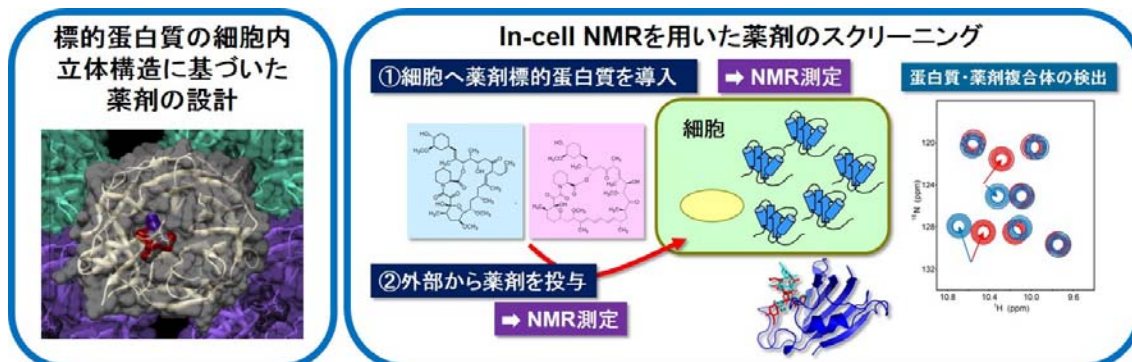 標的蛋白質の細胞内
立体構造に基づいた
薬剤の設計
In-cell NMRを用いた薬剤のスクリーニング
①細胞へ薬剤標的蛋白質を導入
➡ NMR測定
蛋白質・薬剤複合体の検出
細胞
②外部から薬剤を投与
➡ NMR測定
120
124
128
132
¹⁵N (ppm)
10.8
10.4
10.0
9.6
¹H (ppm)